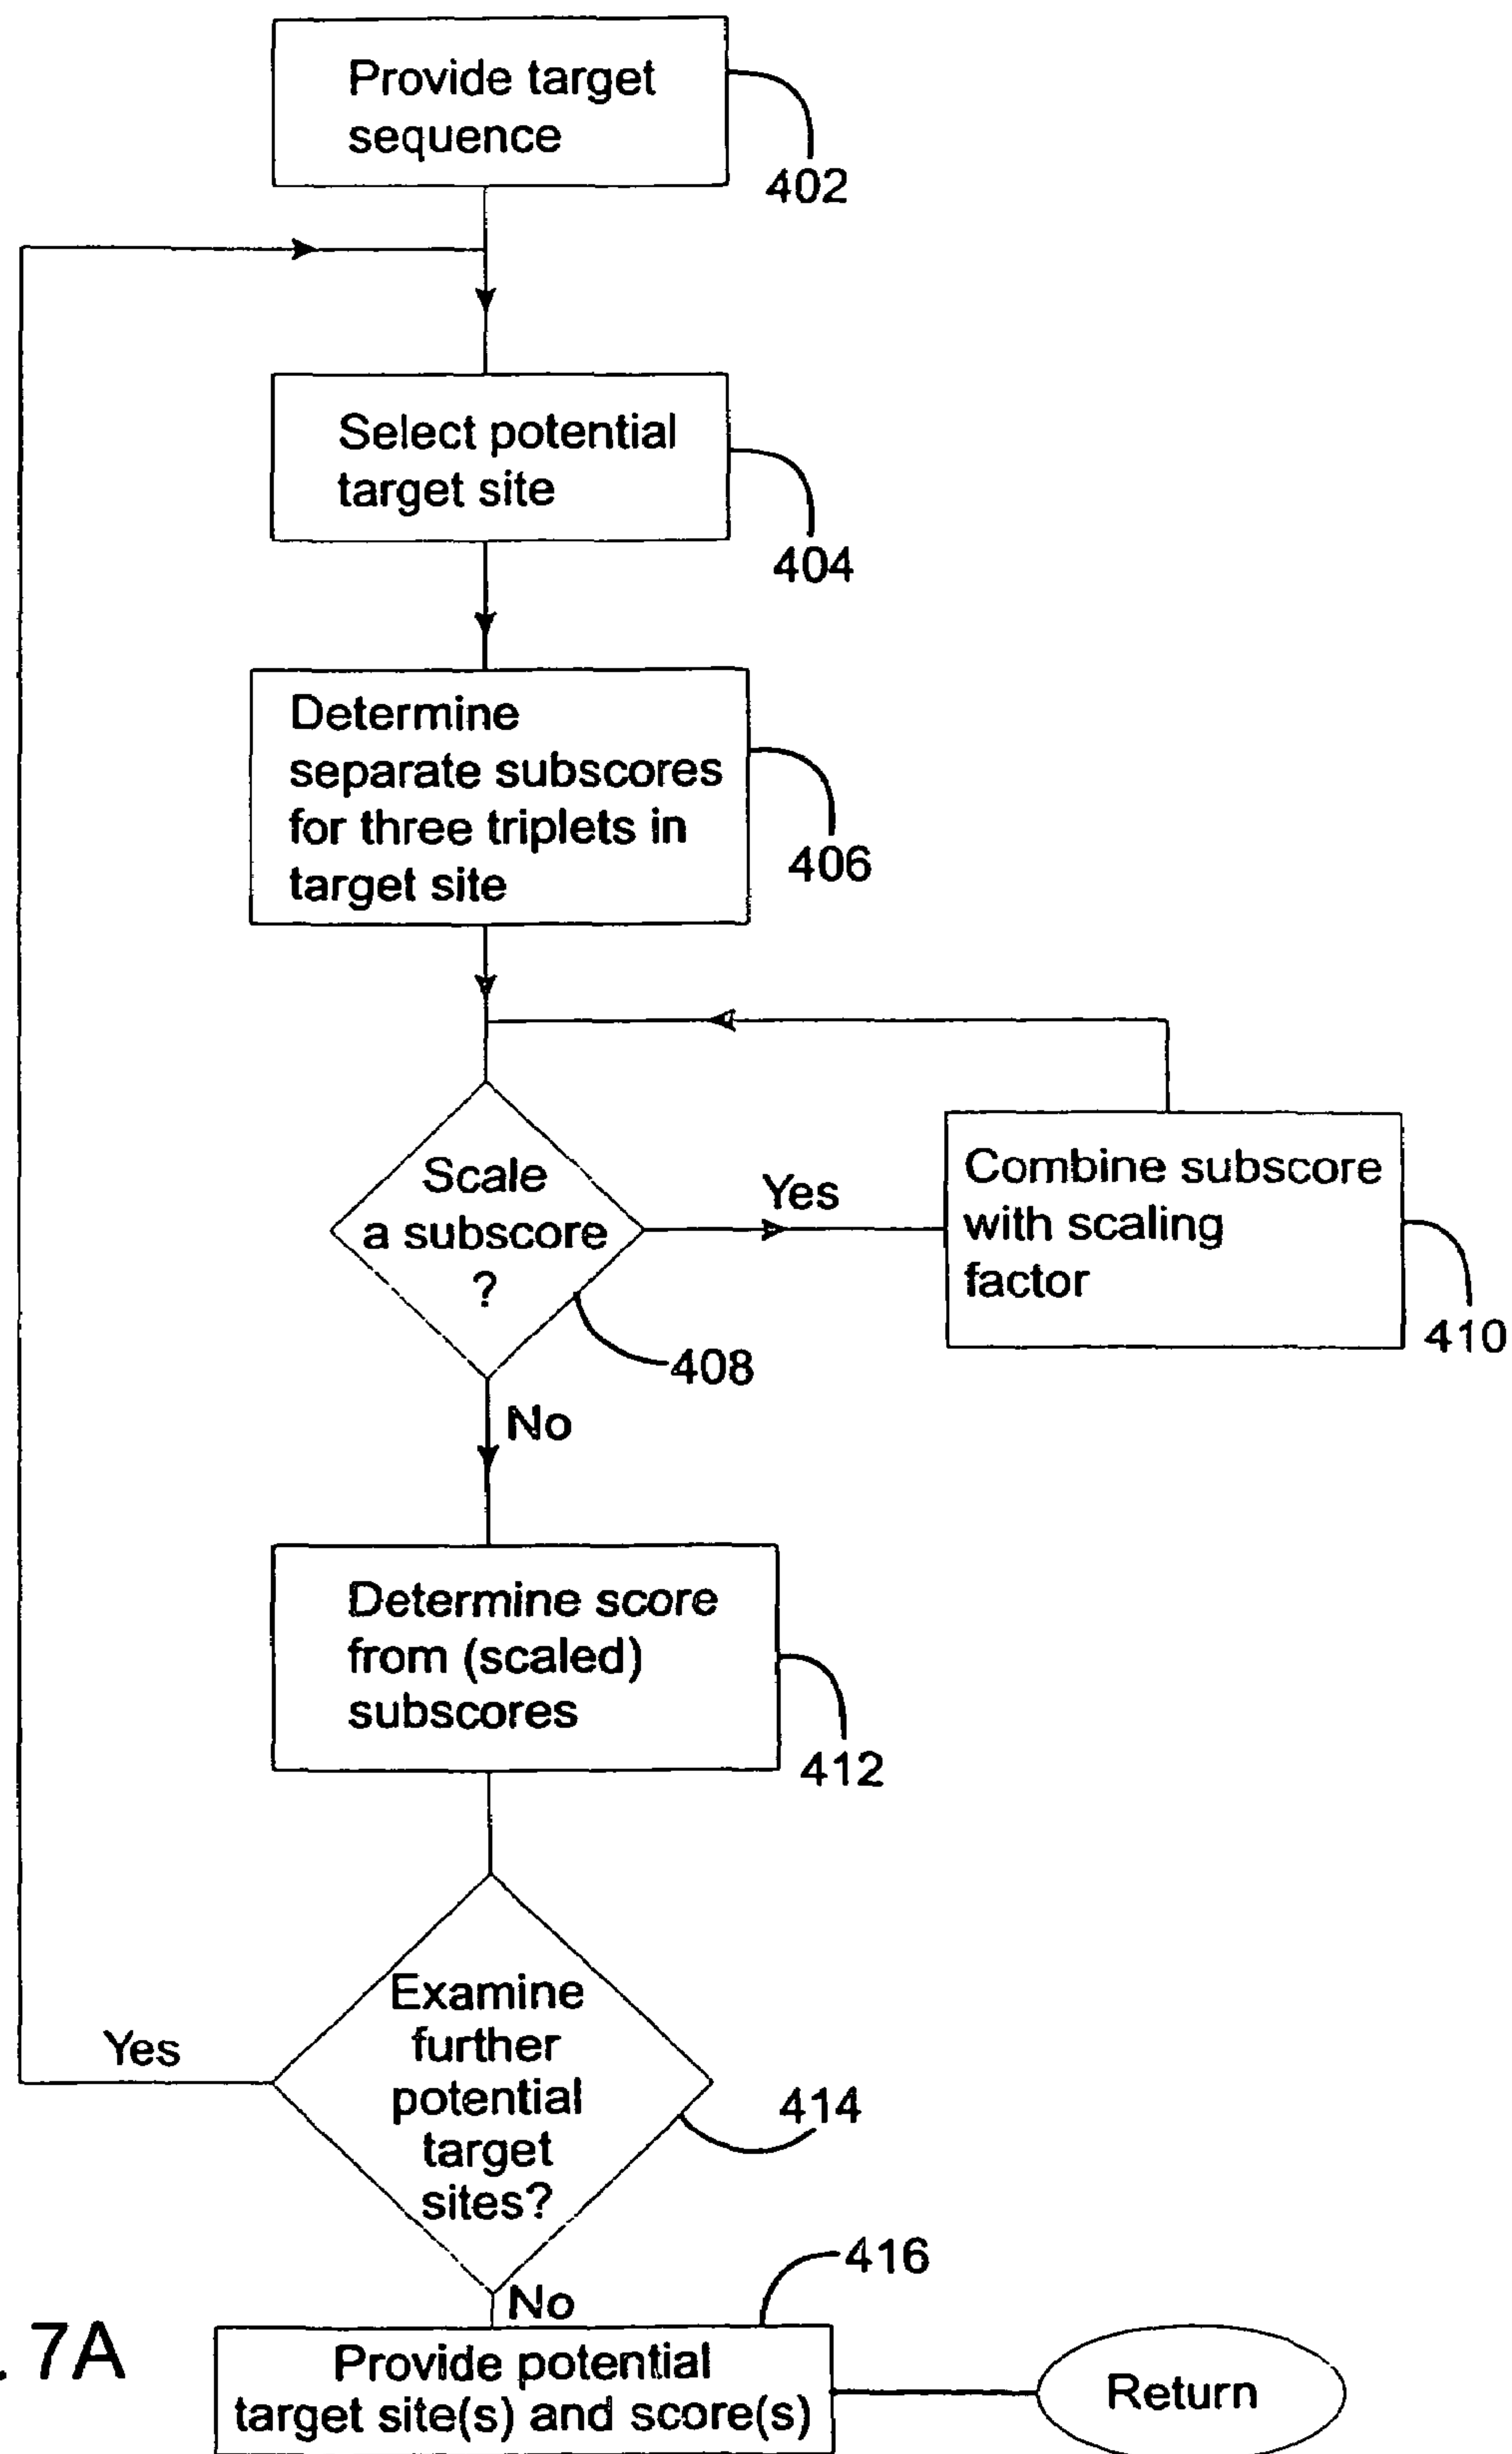 Provide target
sequence
402
Select potential
target site
404
Determine
separate subscores
for three triplets in
target site
406
Scale
a subscore
?
Yes
408
Combine subscore
with scaling
factor
410
No
Determine score
from (scaled)
subscores
412
Examine
further
potential
target
sites?
Yes
414
No
416
. 7A
Provide potential
target site(s) and score(s)
Return